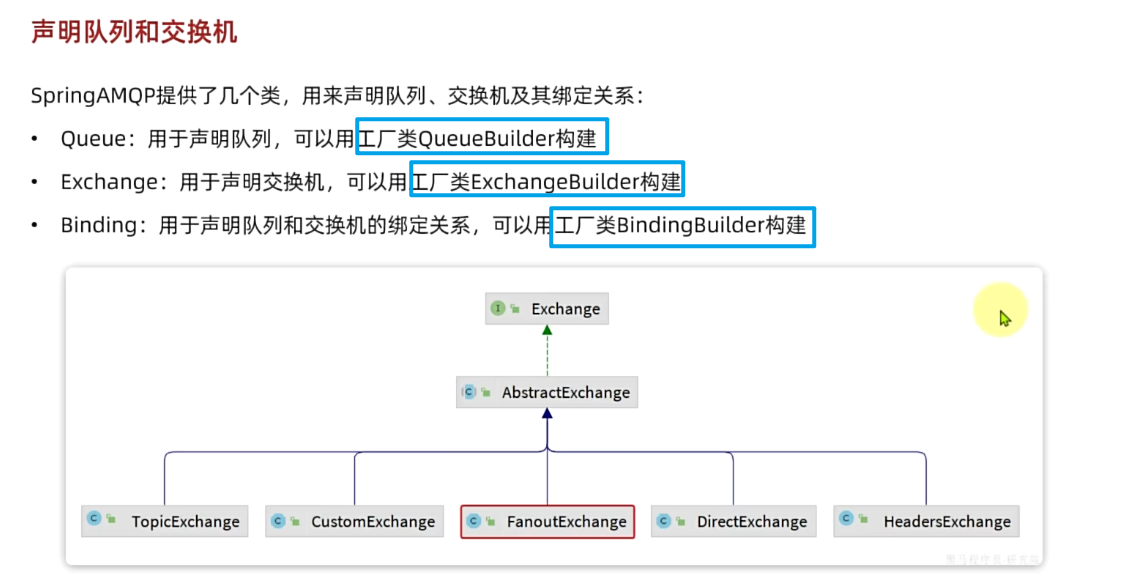 声明队列和交换机
SpringAMQP提供了几个类，用来声明队列、交换机及其绑定关系：
• Queue：用于声明队列，可以用工厂类QueueBuilder构建
• Exchange：用于声明交换机，可以用工厂类ExchangeBuilder构建
• Binding：用于声明队列和交换机的绑定关系，可以用工厂类BindingBuilder构建
I Exchange
C AbstractExchange
C TopicExchange C CustomExchange C FanoutExchange C DirectExchange C HeadersExchange